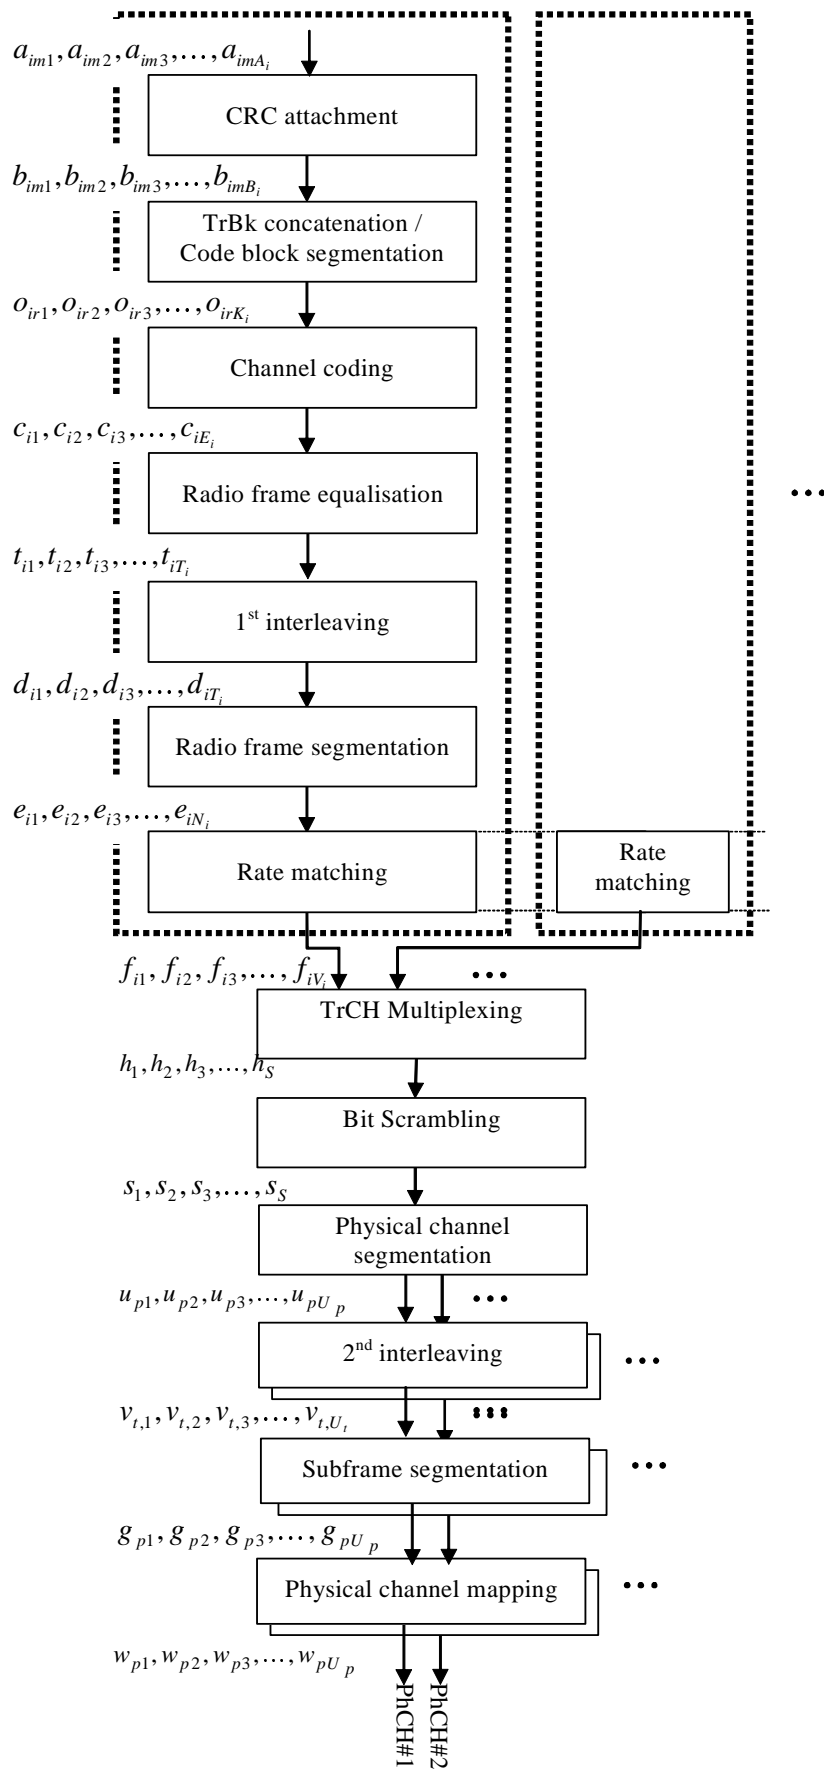 a_{im1}, a_{im2}, a_{im3}, ..., a_{imA_i}
CRC attachment
b_{im1}, b_{im2}, b_{im3}, ..., b_{imB_i}
TrBk concatenation /
Code block segmentation
o_{ir1}, o_{ir2}, o_{ir3}, ..., o_{irK_i}
Channel coding
c_{i1}, c_{i2}, c_{i3}, ..., c_{iE_i}
Radio frame equalisation
...
t_{i1}, t_{i2}, t_{i3}, ..., t_{iT_i}
1st interleaving
d_{i1}, d_{i2}, d_{i3}, ..., d_{iT_i}
Radio frame segmentation
e_{i1}, e_{i2}, e_{i3}, ..., e_{iN_i}
Rate matching
Rate
matching
f_{i1}, f_{i2}, f_{i3}, ..., f_{iV_i}
...
TrCH Multiplexing
h_1, h_2, h_3, ..., h_S
Bit Scrambling
s_1, s_2, s_3, ..., s_S
Physical channel
segmentation
u_{p1}, u_{p2}, u_{p3}, ..., u_{pU_p}
...
2nd interleaving
...
v_{t,1}, v_{t,2}, v_{t,3}, ..., v_{t,U_t}
...
Subframe segmentation
...
g_{p1}, g_{p2}, g_{p3}, ..., g_{pU_p}
Physical channel mapping
...
w_{p1}, w_{p2}, w_{p3}, ..., w_{pU_p}
PhCH#1
PhCH#2